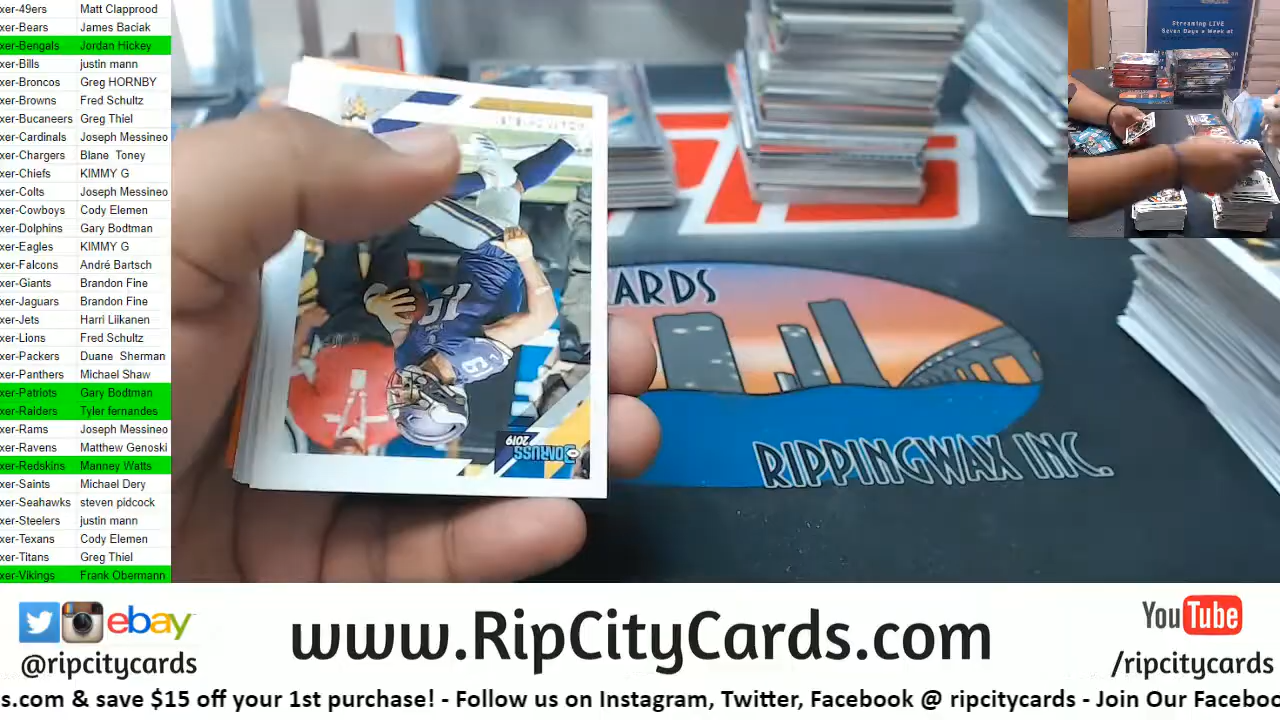 xer-49ers Matt Clapprood
xer-Bears James Baciak
xer-Bengals Jordan Hickey
xer-Bills justin mann
xer-Broncos Greg HORNBY
xer-Browns Fred Schultz
xer-Bucaneers Greg Thiel
xer-Cardinals Joseph Messineo
xer-Chargers Blane Toney
xer-Chiefs KIMMY G
xer-Colts Joseph Messineo
xer-Cowboys Cody Elemen
xer-Dolphins Gary Bodtman
xer-Eagles KIMMY G
xer-Falcons André Bartsch
xer-Giants Brandon Fine
xer-Jaguars Brandon Fine
xer-Jets Harri Liikanen
xer-Lions Fred Schultz
xer-Packers Duane Sherman
xer-Panthers Michael Shaw
xer-Patriots Gary Bodtman
xer-Raiders Tyler fernandes
xer-Rams Joseph Messineo
xer-Ravens Matthew Genoski
xer-Redskins Manney Watts
xer-Saints Michael Dery
xer-Seahawks steven pidcock
xer-Steelers justin mann
xer-Texans Cody Elemen
xer-Titans Greg Thiel
xer-Vikings Frank Obermann
DONRUSS
2019
ARDS
RIPPINGWAX INC.
Streaming LIVE
Seven Days a Week at
ebay
@ripcitycards
www.RipCityCards.com
YouTube
/ripcitycards
s.com & save $15 off your 1st purchase! - Follow us on Instagram, Twitter, Facebook @ ripcitycards - Join Our Faceboo